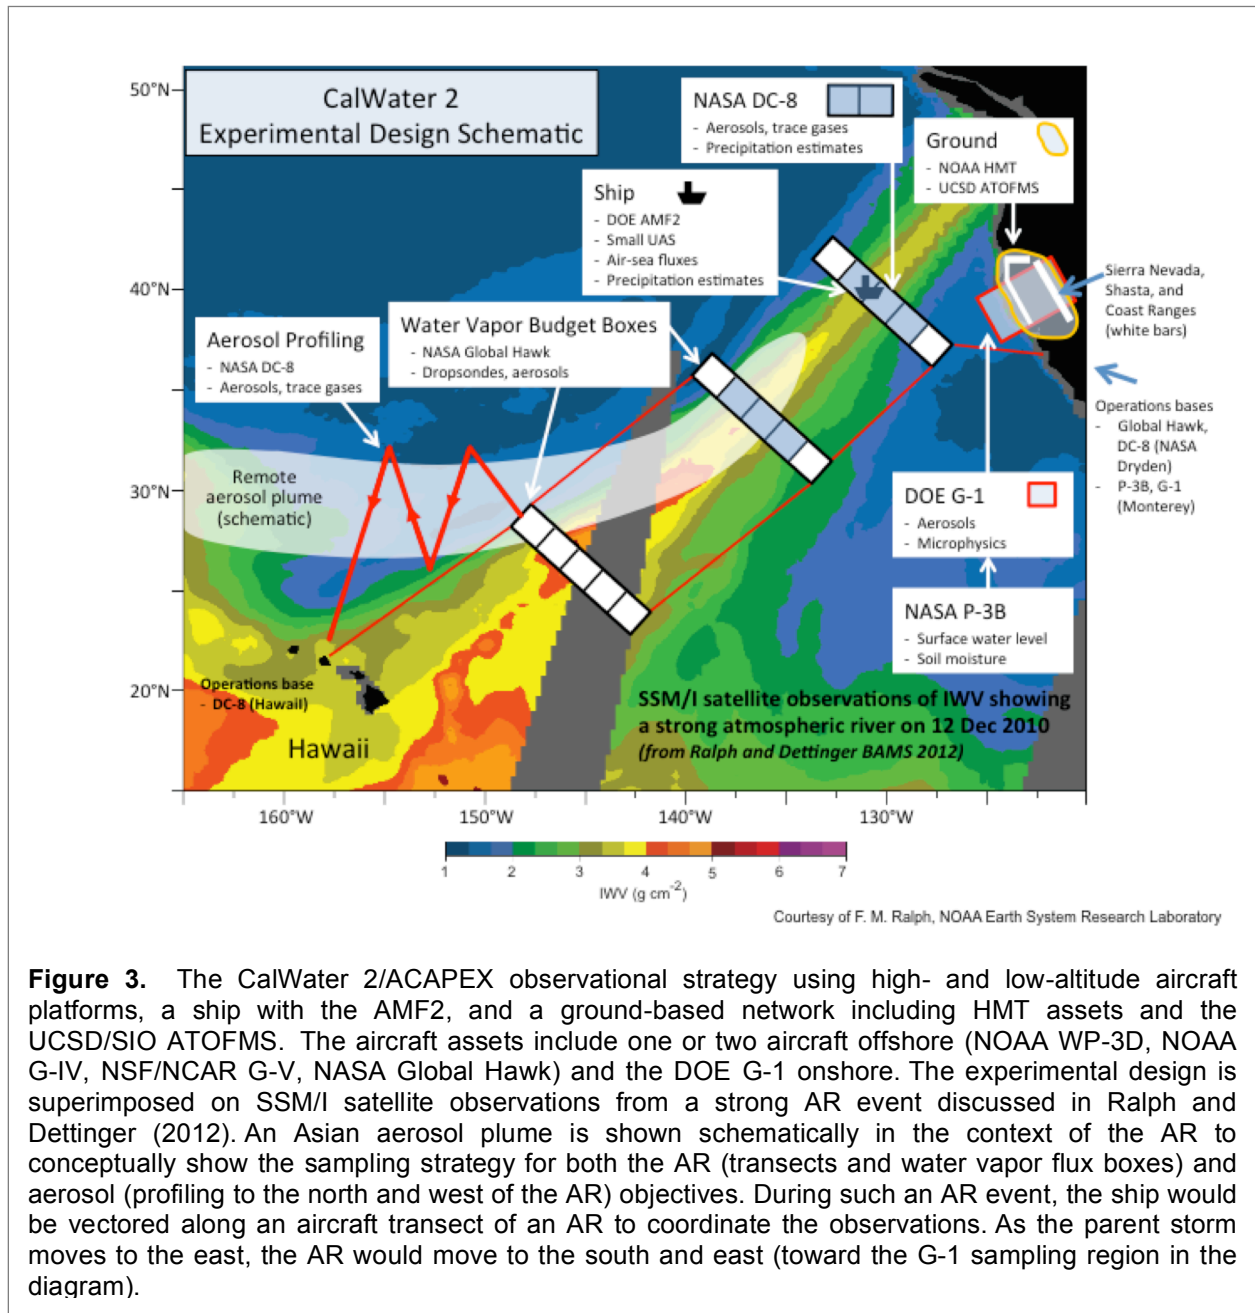 CalWater 2
Experimental Design Schematic
NASA DC-8
- Aerosols, trace gases
- Precipitation estimates
Ground
- NOAA HMT
- UCSD ATOFMS
Ship
- DOE AMF2
- Small UAS
- Air-sea fluxes
- Precipitation estimates
Sierra Nevada,
Shasta, and
Coast Ranges
(white bars)
Water Vapor Budget Boxes
- NASA Global Hawk
- Dropsondes, aerosols
Aerosol Profiling
- NASA DC-8
- Aerosols, trace gases
Operations bases
- Global Hawk,
DC-8 (NASA
Dryden)
- P-3B, G-1
(Monterey)
Remote
aerosol plume
(schematic)
DOE G-1
- Aerosols
- Microphysics
NASA P-3B
- Surface water level
- Soil moisture
Operations base
- DC-8 (Hawaii)
Hawaii
SSM/I satellite observations of IWV showing
a strong atmospheric river on 12 Dec 2010
(from Ralph and Dettinger BAMS 2012)
50°N
40°N
30°N
20°N
160°W 150°W 140°W 130°W
1 2 3 4 5 6 7
IWV (g cm-2)
Courtesy of F. M. Ralph, NOAA Earth System Research Laboratory
Figure 3. The CalWater 2/ACAPEX observational strategy using high- and low-altitude aircraft
platforms, a ship with the AMF2, and a ground-based network including HMT assets and the
UCSD/SIO ATOFMS. The aircraft assets include one or two aircraft offshore (NOAA WP-3D, NOAA
G-IV, NSF/NCAR G-V, NASA Global Hawk) and the DOE G-1 onshore. The experimental design is
superimposed on SSM/I satellite observations from a strong AR event discussed in Ralph and
Dettinger (2012). An Asian aerosol plume is shown schematically in the context of the AR to
conceptually show the sampling strategy for both the AR (transects and water vapor flux boxes) and
aerosol (profiling to the north and west of the AR) objectives. During such an AR event, the ship would
be vectored along an aircraft transect of an AR to coordinate the observations. As the parent storm
moves to the east, the AR would move to the south and east (toward the G-1 sampling region in the
diagram).